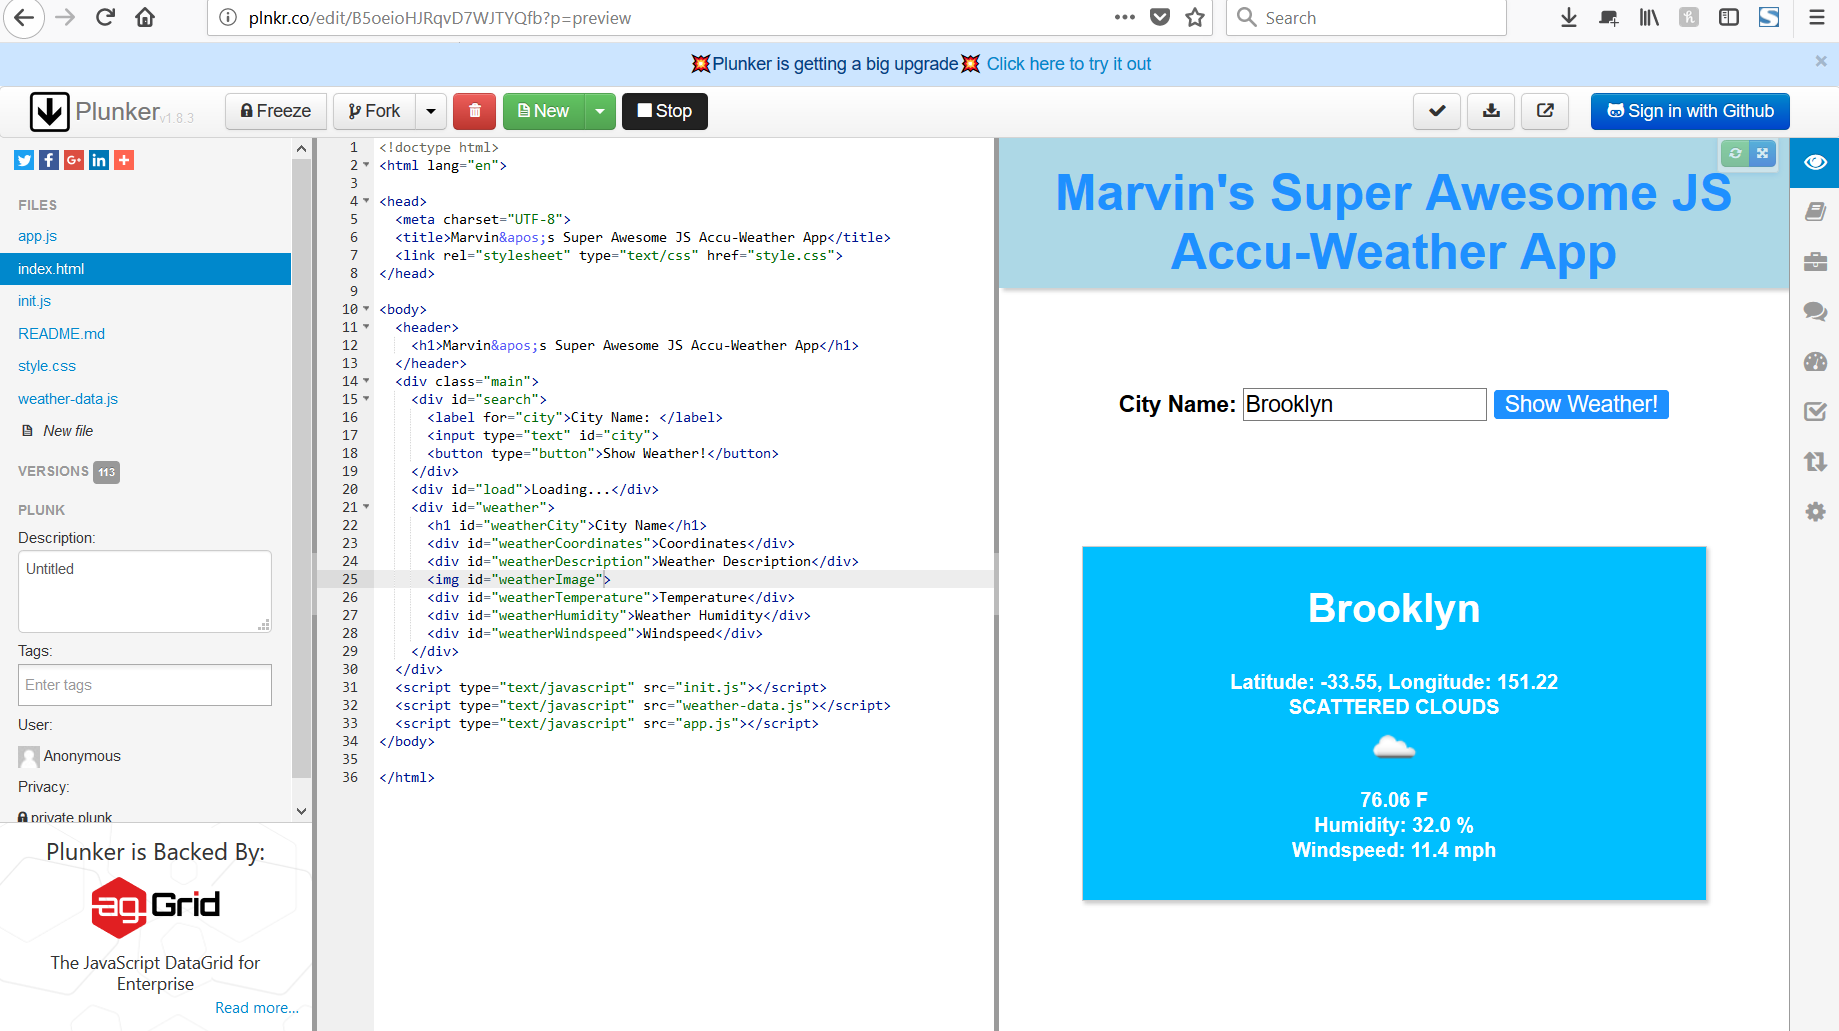 plnkr.co/edit/B5oeioHJRqvD7WJTYQfb?p=preview
Search
💥Plunker is getting a big upgrade💥 Click here to try it out
×
Plunker v1.8.3
Freeze
Fork
New
Stop
Sign in with Github
FILES
app.js
index.html
init.js
README.md
style.css
weather-data.js
New file
VERSIONS 113
PLUNK
Description:
Untitled
Tags:
Enter tags
User:
Anonymous
Privacy:
private plunk
Plunker is Backed By:
ag Grid
The JavaScript DataGrid for
Enterprise
Read more...
1 <!doctype html>
2 <html lang="en">
3
4 <head>
5 <meta charset="UTF-8">
6 <title>Marvin&apos;s Super Awesome JS Accu-Weather App</title>
7 <link rel="stylesheet" type="text/css" href="style.css">
8 </head>
9
10 <body>
11 <header>
12 <h1>Marvin&apos;s Super Awesome JS Accu-Weather App</h1>
13 </header>
14 <div class="main">
15 <div id="search">
16 <label for="city">City Name: </label>
17 <input type="text" id="city">
18 <button type="button">Show Weather!</button>
19 </div>
20 <div id="load">Loading...</div>
21 <div id="weather">
22 <h1 id="weatherCity">City Name</h1>
23 <div id="weatherCoordinates">Coordinates</div>
24 <div id="weatherDescription">Weather Description</div>
25 <img id="weatherImage">
26 <div id="weatherTemperature">Temperature</div>
27 <div id="weatherHumidity">Weather Humidity</div>
28 <div id="weatherWindspeed">Windspeed</div>
29 </div>
30 </div>
31 <script type="text/javascript" src="init.js"></script>
32 <script type="text/javascript" src="weather-data.js"></script>
33 <script type="text/javascript" src="app.js"></script>
34 </body>
35
36 </html>
Marvin's Super Awesome JS
Accu-Weather App
City Name: Brooklyn Show Weather!
Brooklyn
Latitude: -33.55, Longitude: 151.22
SCATTERED CLOUDS
76.06 F
Humidity: 32.0 %
Windspeed: 11.4 mph